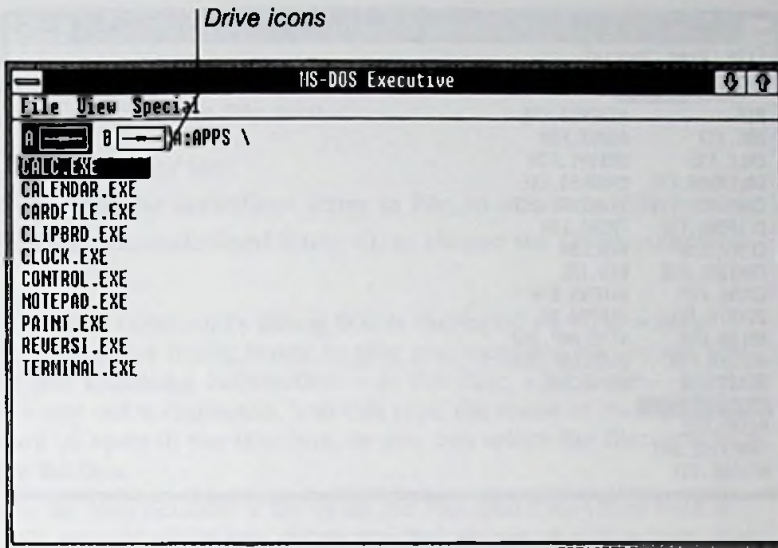 Drive icons
MS-DOS Executive
File View Special
A B A:APPS \
CALC.EXE
CALENDAR.EXE
CARDFILE.EXE
CLIPBRD.EXE
CLOCK.EXE
CONTROL.EXE
NOTEPAD.EXE
PAINT.EXE
REVERSI.EXE
TERMINAL.EXE